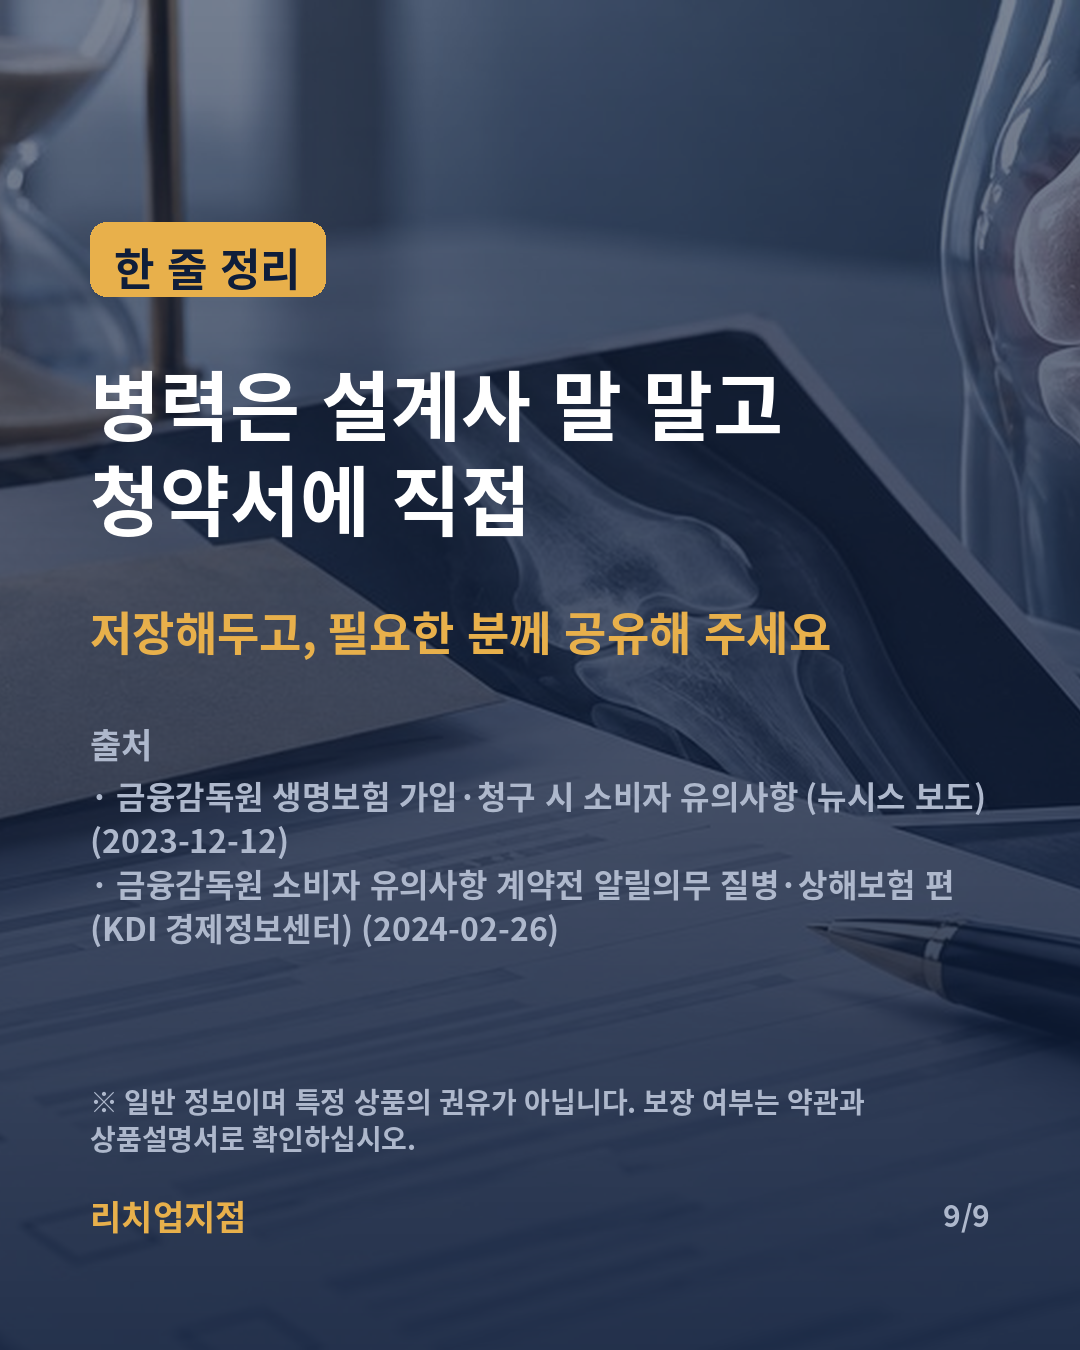 한 줄 정리
병력은 설계사 말 말고
청약서에 직접
저장해두고, 필요한 분께 공유해 주세요
출처
· 금융감독원 생명보험 가입·청구 시 소비자 유의사항 (뉴시스 보도)
(2023-12-12)
· 금융감독원 소비자 유의사항 계약전 알릴의무 질병·상해보험 편
(KDI 경제정보센터) (2024-02-26)
※ 일반 정보이며 특정 상품의 권유가 아닙니다. 보장 여부는 약관과
상품설명서로 확인하십시오.
리치업지점
9/9